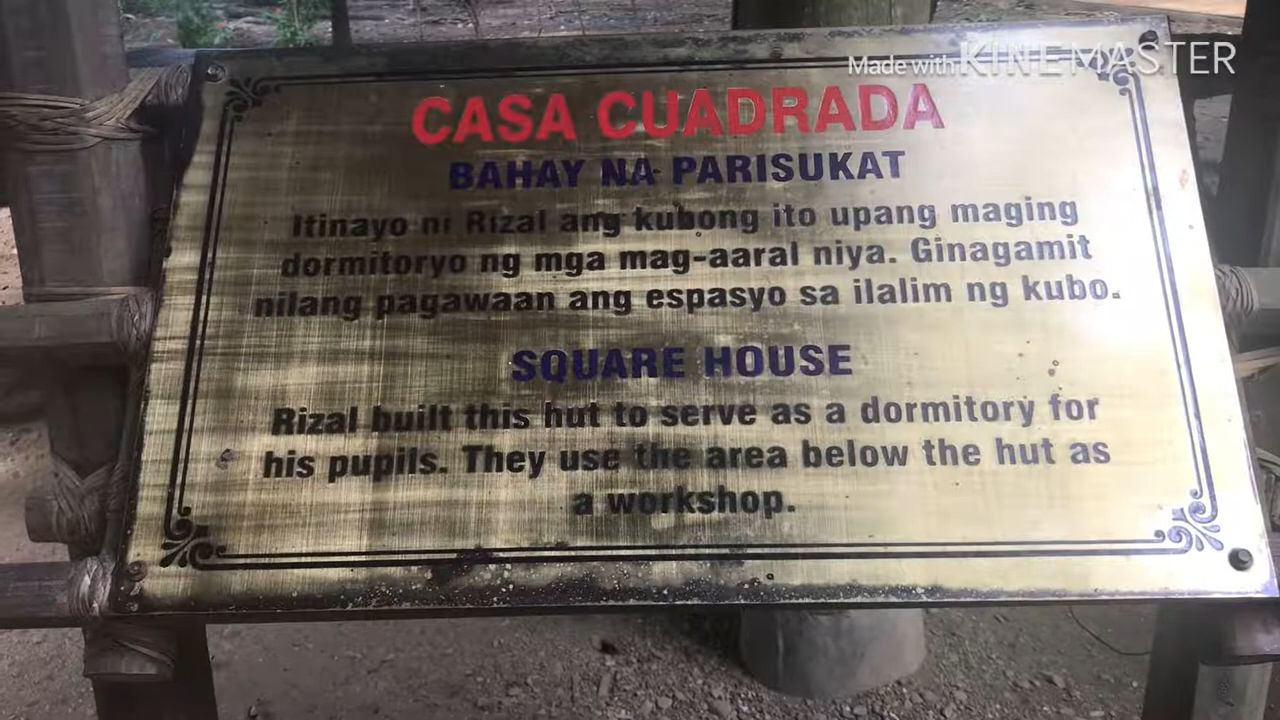 Made with KINEMASTER
CASA CUADRADA
BAHAY NA PARISUKAT
Itinayo ni Rizal ang kubong ito upang maging
dormitoryo ng mga mag-aaral niya. Ginagamit
nilang pagawaan ang espasyo sa ilalim ng kubo.
SQUARE HOUSE
Rizal built this hut to serve as a dormitory for
his pupils. They use the area below the hut as
a workshop.